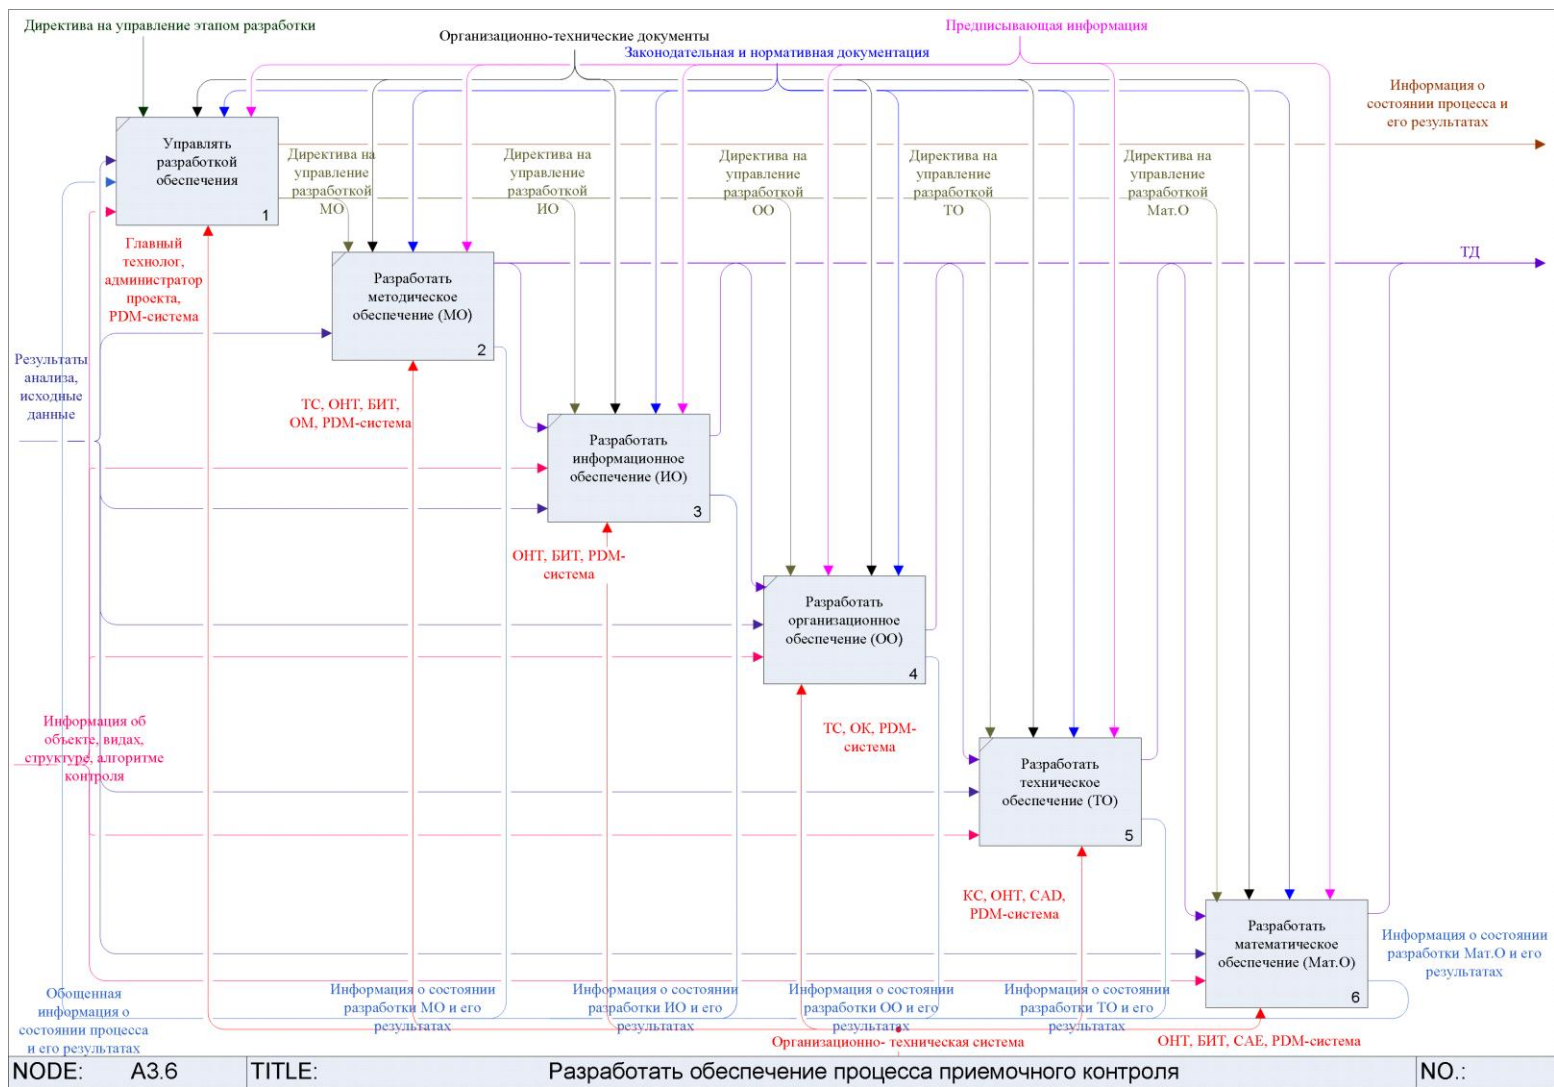 Директива на управление этапом разработки
Организационно-технические документы
Предписывающая информация
Законодательная и нормативная документация
Информация о
состоянии процесса и
его результатах
Управлять
разработкой
обеспечения
1
Директива на
управление
разработкой
МО
Директива на
управление
разработкой
ИО
Директива на
управление
разработкой
ОО
Директива на
управление
разработкой
ТО
Директива на
управление
разработкой
Мат.О
Главный
технолог,
администратор
проекта,
PDM-система
ТД
Разработать
методическое
обеспечение (МО)
2
Результаты
анализа,
исходные
данные
ТС, ОНТ, БИТ,
ОМ, PDM-система
Разработать
информационное
обеспечение (ИО)
3
ОНТ, БИТ, PDM-
система
Разработать
организационное
обеспечение (ОО)
4
ТС, ОК, PDM-
система
Информация об
объекте, видах,
структуре, алгоритме
контроля
Разработать
техническое
обеспечение (ТО)
5
КС, ОНТ, CAD,
PDM-система
Разработать
математическое
обеспечение (Мат.О)
6
Информация о состоянии
разработки Мат.О и его
результатах
Обощенная
информация о
состоянии процесса
и его результатах
Информация о состоянии
разработки МО и его
результатах
Информация о состоянии
разработки ИО и его
результатах
Информация о состоянии
разработки ОО и его
результатах
Информация о состоянии
разработки ТО и его
результатах
Организационно- техническая система
ОНТ, БИТ, CAE, PDM-система
NODE: A3.6 TITLE: Разработать обеспечение процесса приемочного контроля NO.: